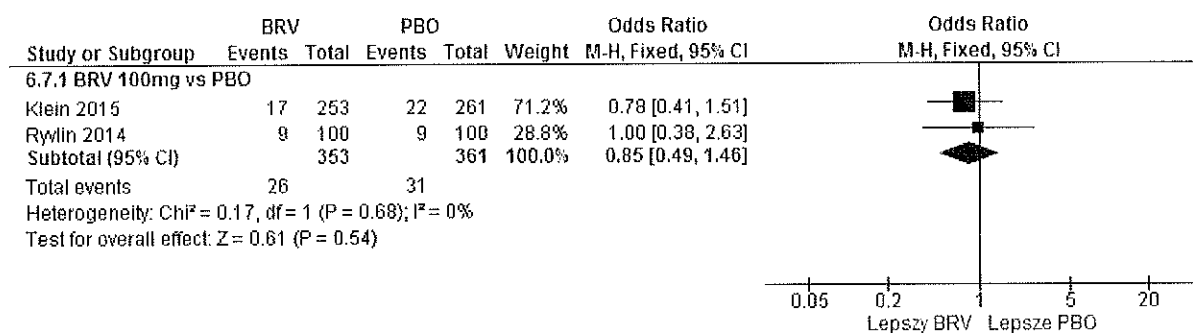 BRV PBO Odds Ratio Odds Ratio
Study or Subgroup Events Total Events Total Weight M-H, Fixed, 95% CI M-H, Fixed, 95% CI
6.7.1 BRV 100mg vs PBO
Klein 2015 17 253 22 261 71.2% 0.78 [0.41, 1.51]
Ryvlin 2014 9 100 9 100 28.8% 1.00 [0.38, 2.63]
Subtotal (95% CI) 353 361 100.0% 0.85 [0.49, 1.46]
Total events 26 31
Heterogeneity: Chi² = 0.17, df = 1 (P = 0.68); I² = 0%
Test for overall effect: Z = 0.61 (P = 0.54)
0.05 0.2 1 5 20
Lepszy BRV Lepsze PBO